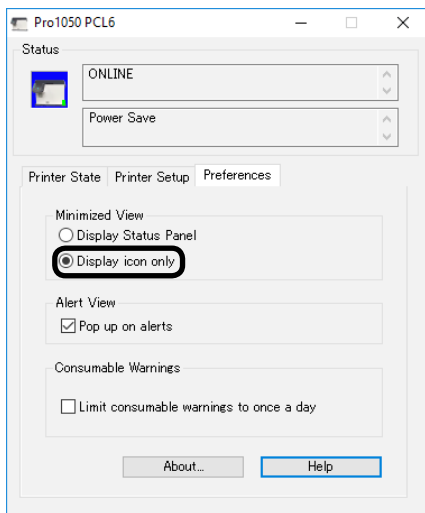 Pro1050 PCL6
Status
ONLINE
Power Save
Printer State Printer Setup Preferences
Minimized View
Display Status Panel
Display icon only
Alert View
Pop up on alerts
Consumable Warnings
Limit consumable warnings to once a day
About... Help